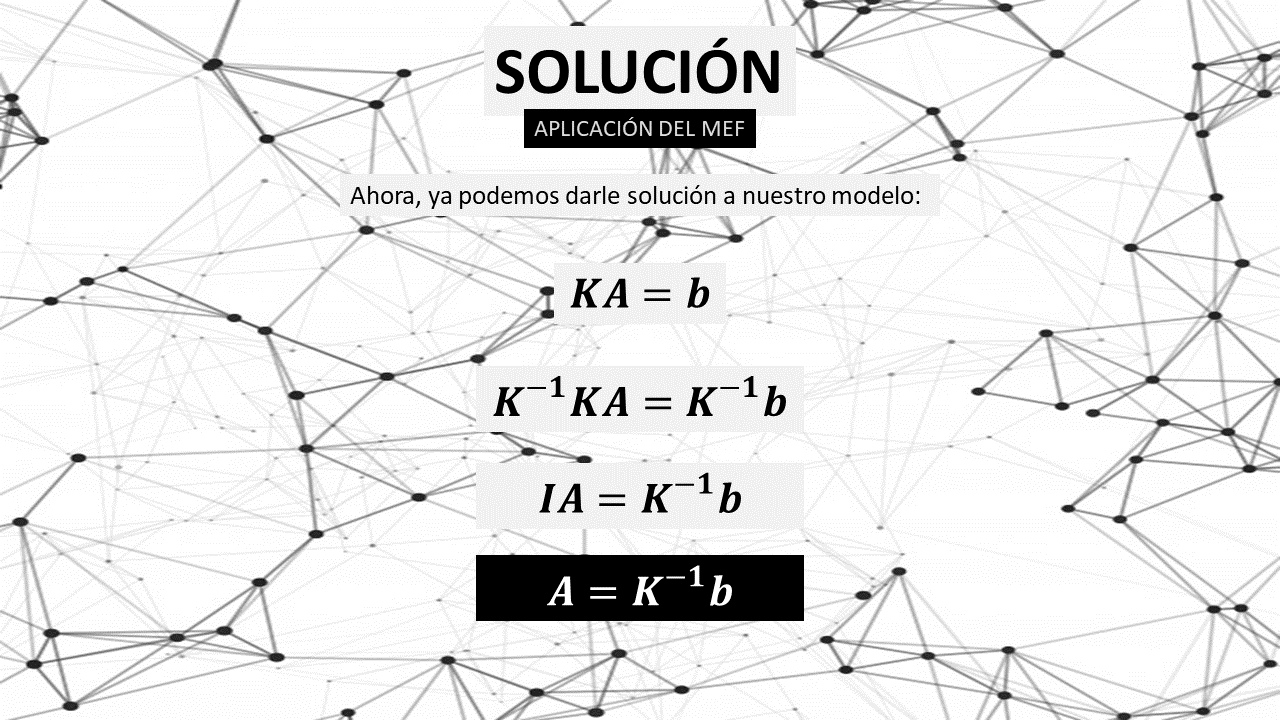 SOLUCIÓN
APLICACIÓN DEL MEF
Ahora, ya podemos darle solución a nuestro modelo:
KA = b
K⁻¹KA = K⁻¹b
IA = K⁻¹b
A = K⁻¹b